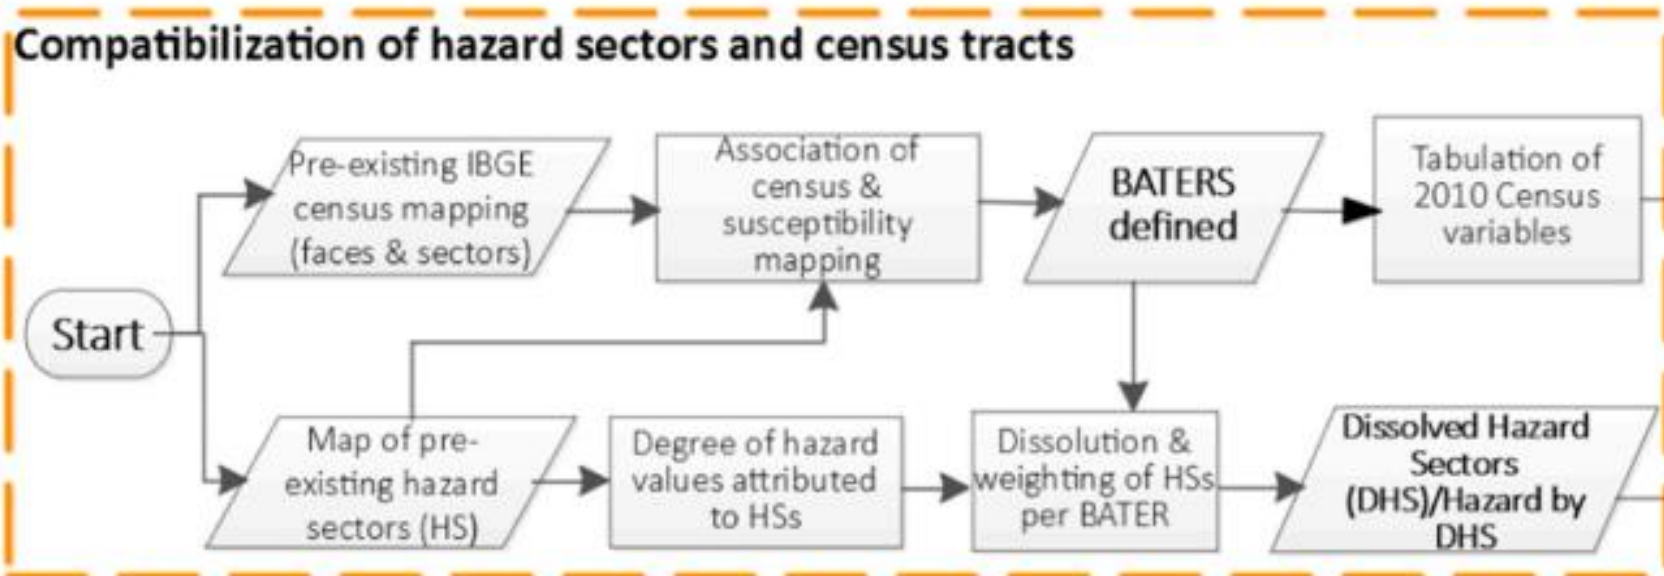 Compatibilization of hazard sectors and census tracts
Pre-existing IBGE
census mapping
(faces & sectors)
Association of
census &
susceptibility
mapping
BATERS
defined
Tabulation of
2010 Census
variables
Start
Map of pre-
existing hazard
sectors (HS)
Degree of hazard
values attributed
to HSs
Dissolution &
weighting of HSs
per BATER
Dissolved Hazard
Sectors
(DHS)/Hazard by
DHS